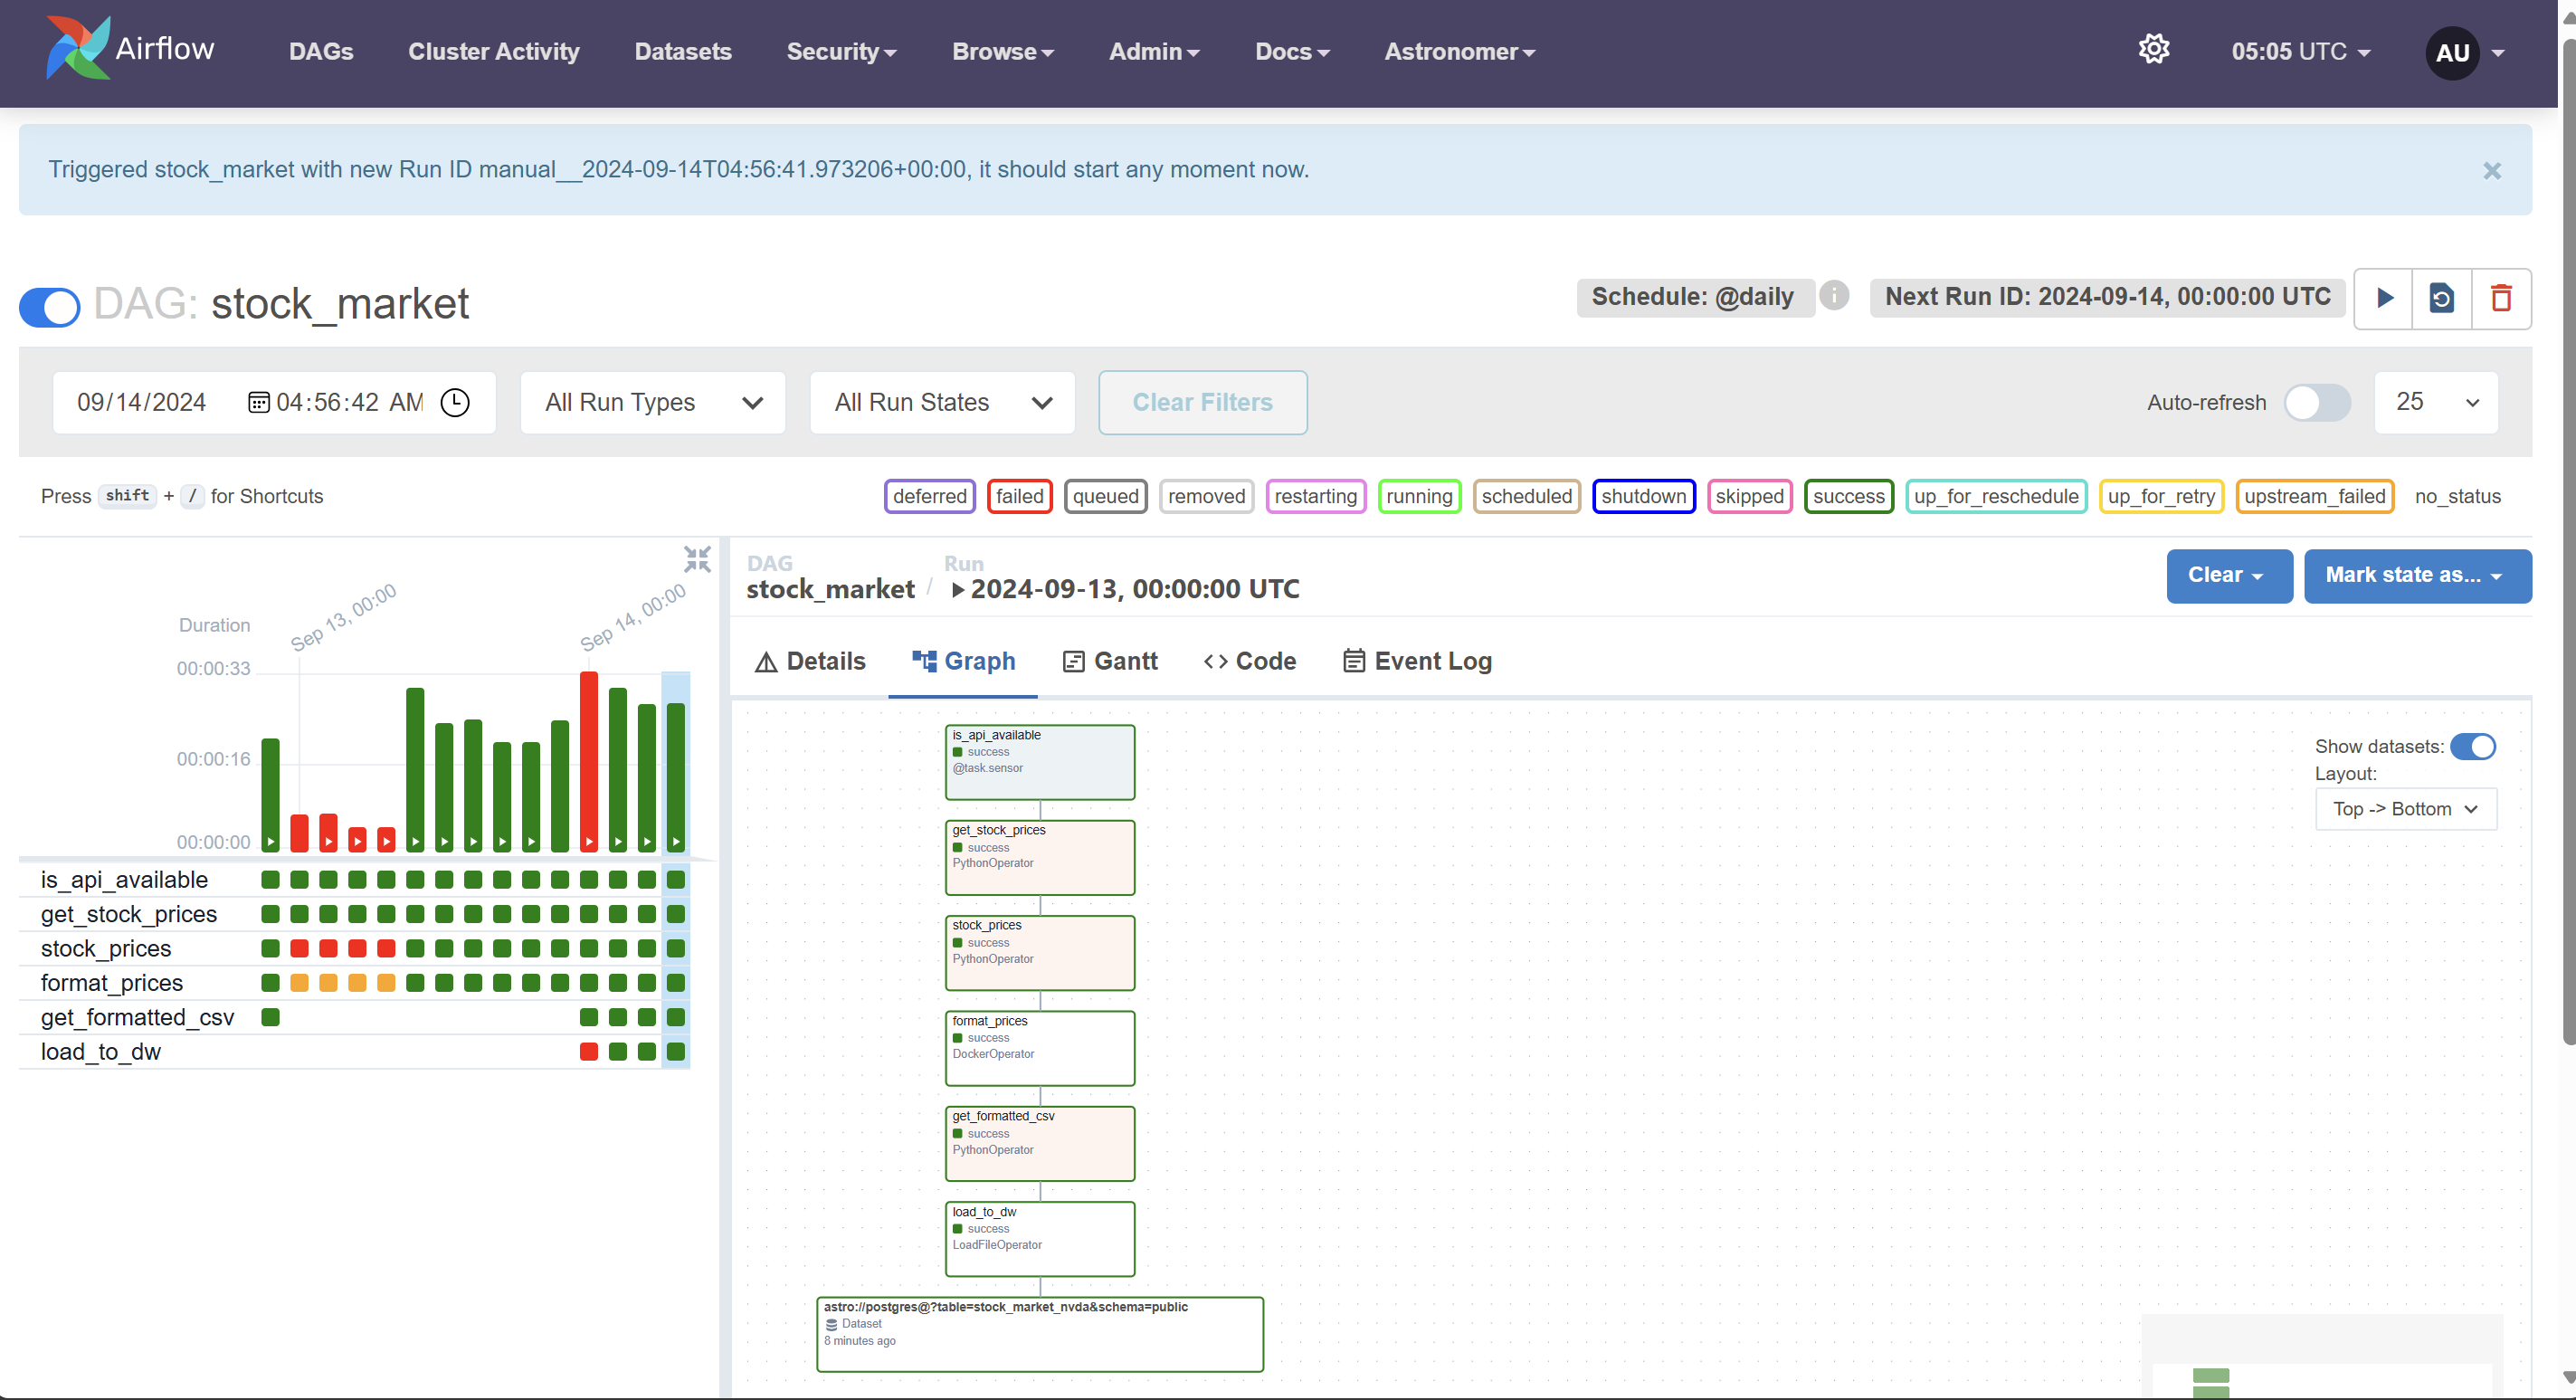 Airflow DAGs Cluster Activity Datasets Security Browse Admin Docs Astronomer 05:05 UTC AU
Triggered stock_market with new Run ID manual__2024-09-14T04:56:41.973206+00:00, it should start any moment now. ×
DAG: stock_market Schedule: @daily i Next Run ID: 2024-09-14, 00:00:00 UTC
09/14/2024 04:56:42 AM All Run Types All Run States Clear Filters Auto-refresh 25
Press shift + / for Shortcuts deferred failed queued removed restarting running scheduled shutdown skipped success up_for_reschedule up_for_retry upstream_failed no_status
Sep 13, 00:00
Sep 14, 00:00
Duration
00:00:33
00:00:16
00:00:00
is_api_available
get_stock_prices
stock_prices
format_prices
get_formatted_csv
load_to_dw
DAG Run
stock_market / 2024-09-13, 00:00:00 UTC
Clear Mark state as...
Details Graph Gantt <> Code Event Log
Show datasets:
Layout:
Top -> Bottom
is_api_available
success
@task.sensor
get_stock_prices
success
PythonOperator
stock_prices
success
PythonOperator
format_prices
success
DockerOperator
get_formatted_csv
success
PythonOperator
load_to_dw
success
LoadFileOperator
astro://postgres@?table=stock_market_nvda&schema=public
Dataset
8 minutes ago